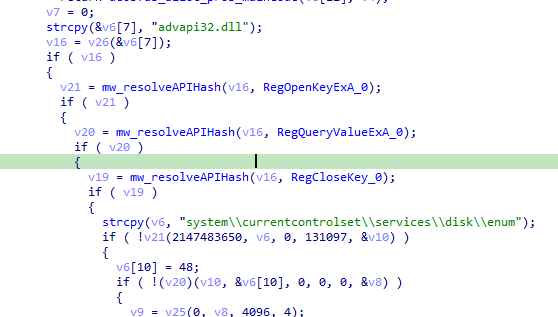 v7 = 0;
strcpy(&v6[7], "advapi32.dll");
v16 = v26(&v6[7]);
if ( v16 )
{
v21 = mw_resolveAPIHash(v16, RegOpenKeyExA_0);
if ( v21 )
{
v20 = mw_resolveAPIHash(v16, RegQueryValueExA_0);
if ( v20 )
{
v19 = mw_resolveAPIHash(v16, RegCloseKey_0);
if ( v19 )
{
strcpy(v6, "system\\currentcontrolset\\services\\disk\\enum");
if ( !v21(2147483650, v6, 0, 131097, &v10) )
{
v6[10] = 48;
if ( !(v20)(v10, &v6[10], 0, 0, 0, &v8) )
{
v9 = v25(0, v8, 4096, 4);